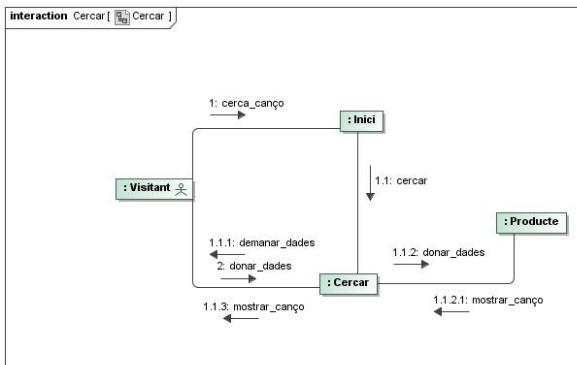 interaction Cercar [ Cercar ]
1: cerca_canço
: Inici
1.1: cercar
: Visitant
: Producte
1.1.1: demanar_dades
1.1.2: donar_dades
2: donar_dades
: Cercar
1.1.3: mostrar_canço
1.1.2.1: mostrar_canço